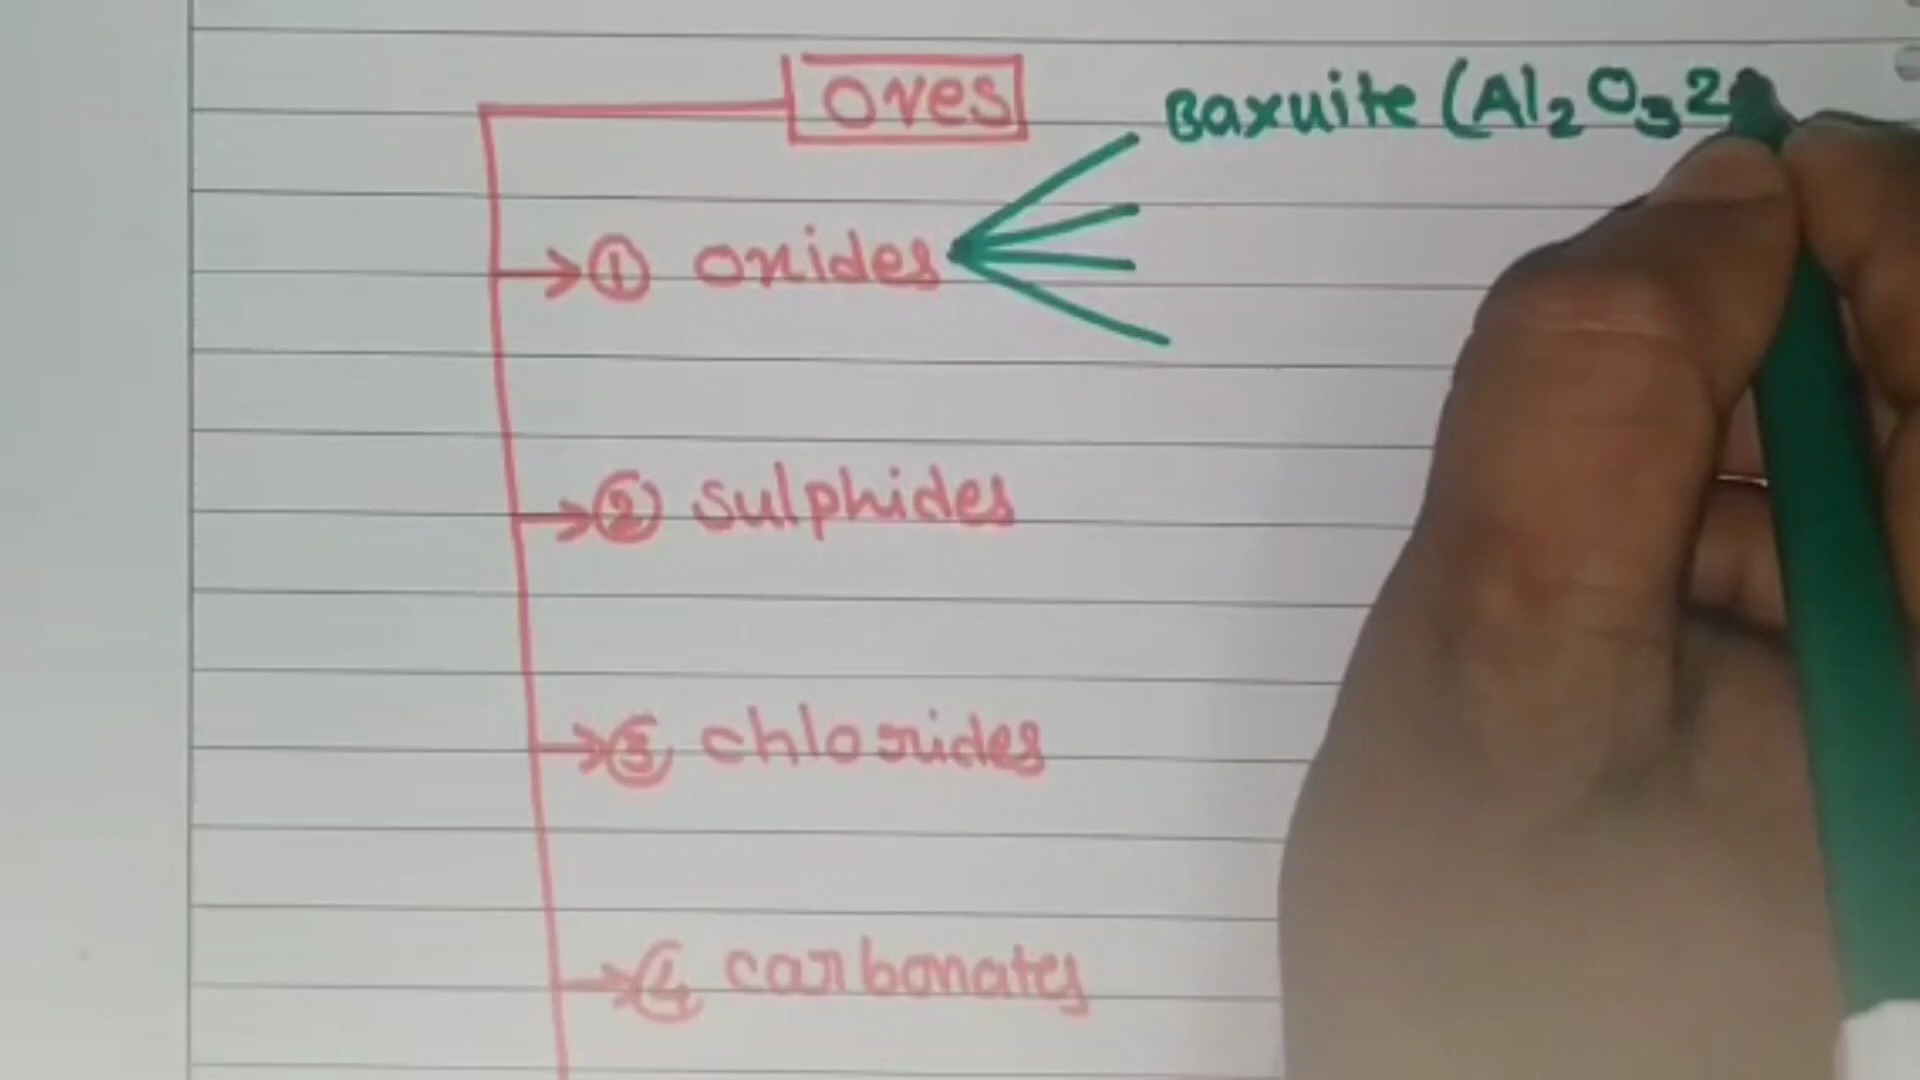 ores
Baxuite (Al₂O₃2
① oxides
② sulphides
③ chlorides
④ carbonates